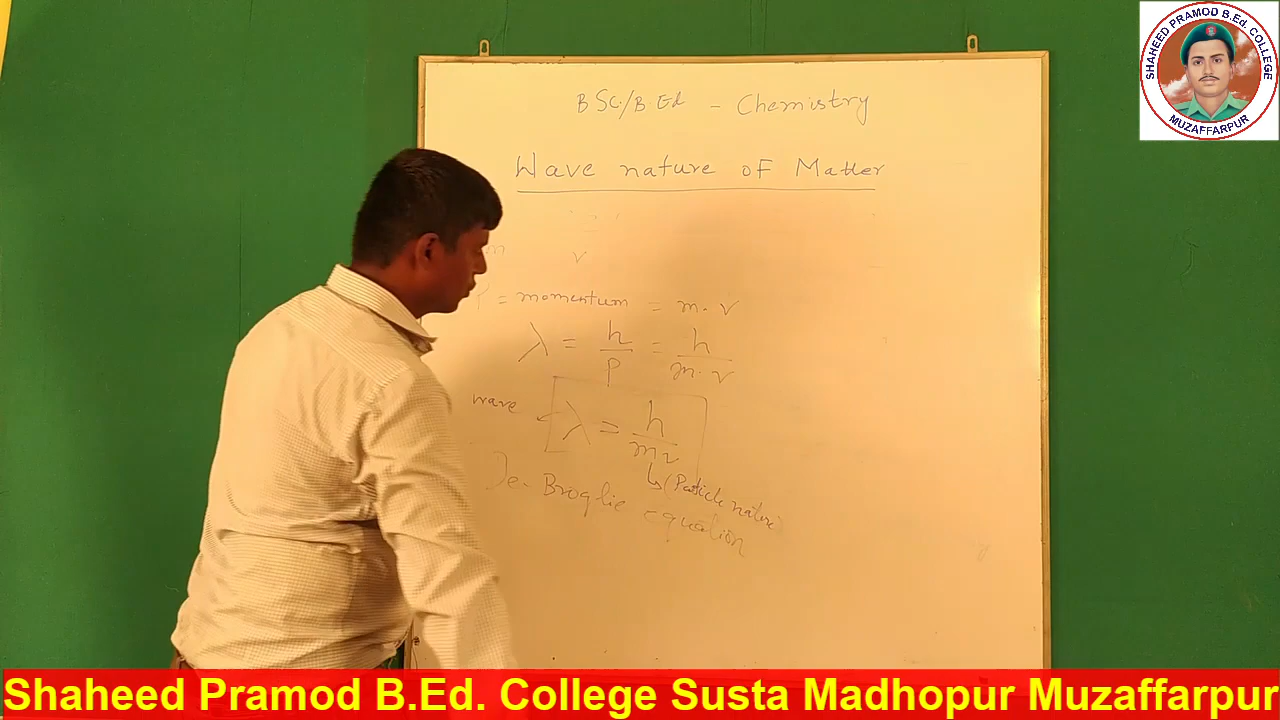 SHAHEED PRAMOD B.Ed. COLLEGE
MUZAFFARPUR
B SC./B.Ed - Chemistry
Wave nature of Matter
m v
= momentum = m. v
λ = h/p = h/m. v
wave
λ = h/mv
(Particle nature
De-Broglie equation
Shaheed Pramod B.Ed. College Susta Madhopur Muzaffarpur